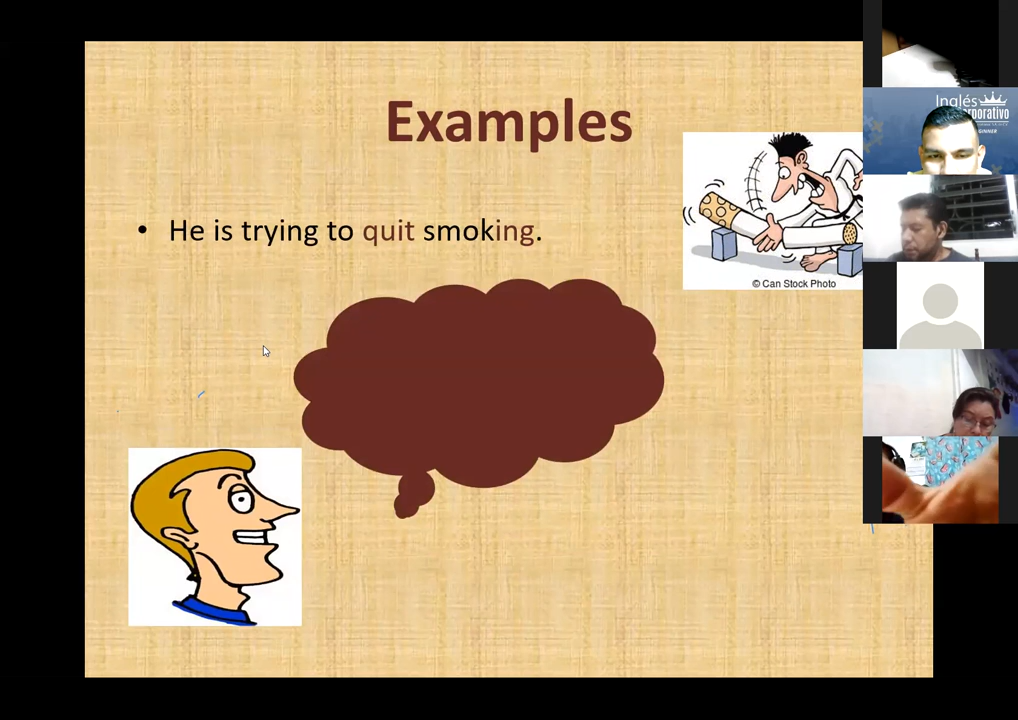 Examples
• He is trying to quit smoking.
© Can Stock Photo
Inglés